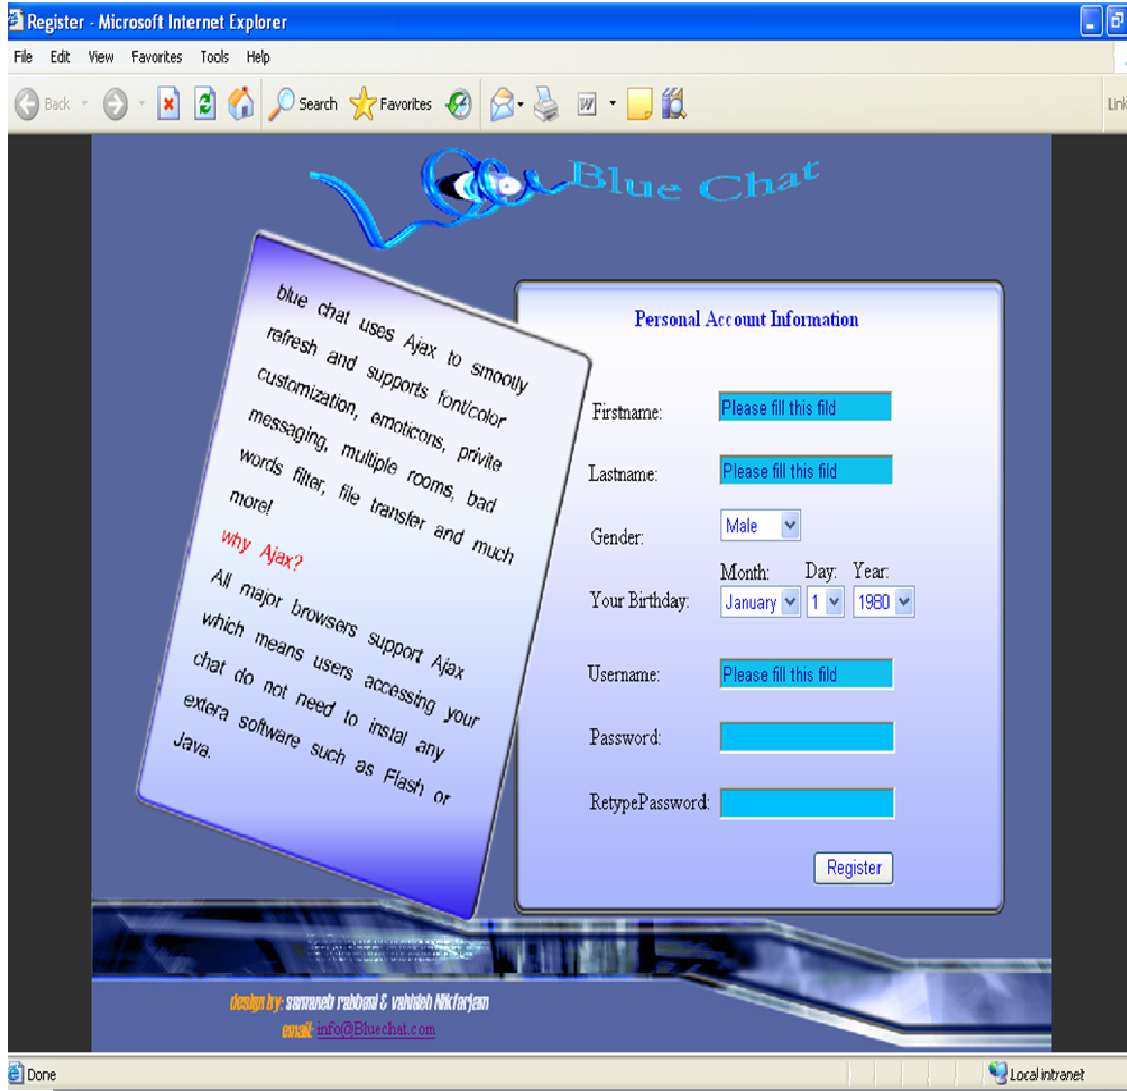 Register - Microsoft Internet Explorer
File Edit View Favorites Tools Help
Back Search Favorites Link
Blue Chat
blue chat uses Ajax to smootly
refresh and supports font/color
customization, emoticons, privite
messaging, multiple rooms, bad
words filter, file transfer and much
more!
why Ajax?
All major browsers support Ajax
which means users accessing your
chat do not need to instal any
extera software such as Flash or
Java.
Personal Account Information
Firstname: Please fill this fild
Lastname: Please fill this fild
Gender: Male
Month: Day: Year:
Your Birthday: January 1 1980
Username: Please fill this fild
Password:
RetypePassword:
Register
design by: samaneh rabbani & vahideh Nikfarjam
email: info@Bluechat.com
Done Local intranet